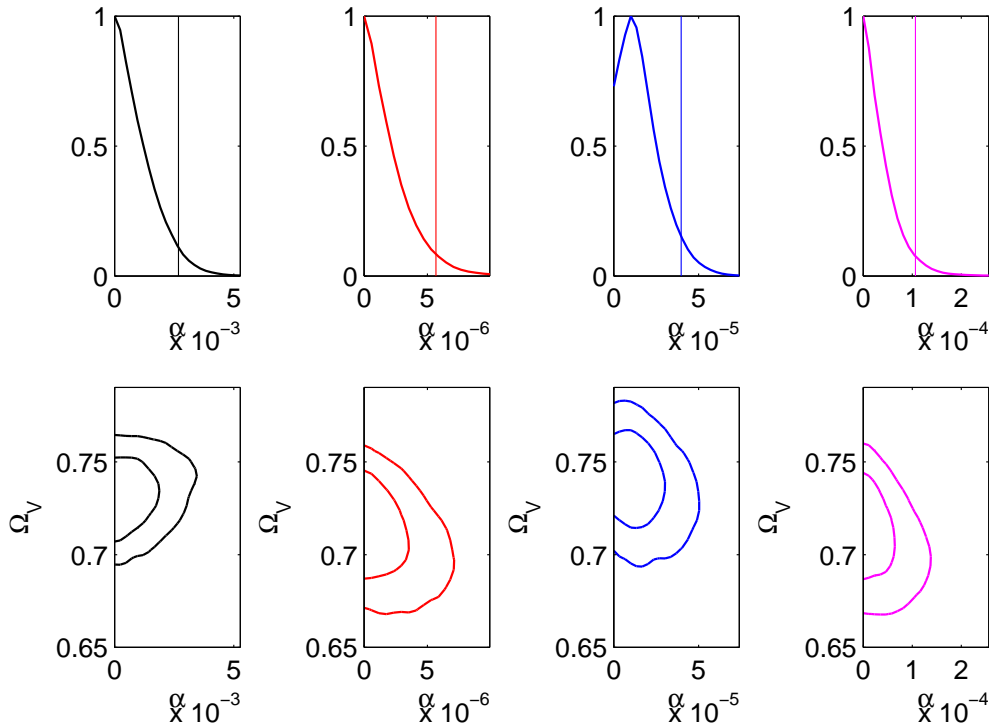 1 1 1 1
0.5 0.5 0.5 0.5
0 0 0 0
0 5 0 5 0 5 0 1 2
α α α α
x 10⁻³ x 10⁻⁶ x 10⁻⁵ x 10⁻⁴
0.75 0.75 0.75 0.75
Ω_V Ω_V Ω_V Ω_V
0.7 0.7 0.7 0.7
0.65 0.65 0.65 0.65
0 5 0 5 0 5 0 1 2
α α α α
x 10⁻³ x 10⁻⁶ x 10⁻⁵ x 10⁻⁴